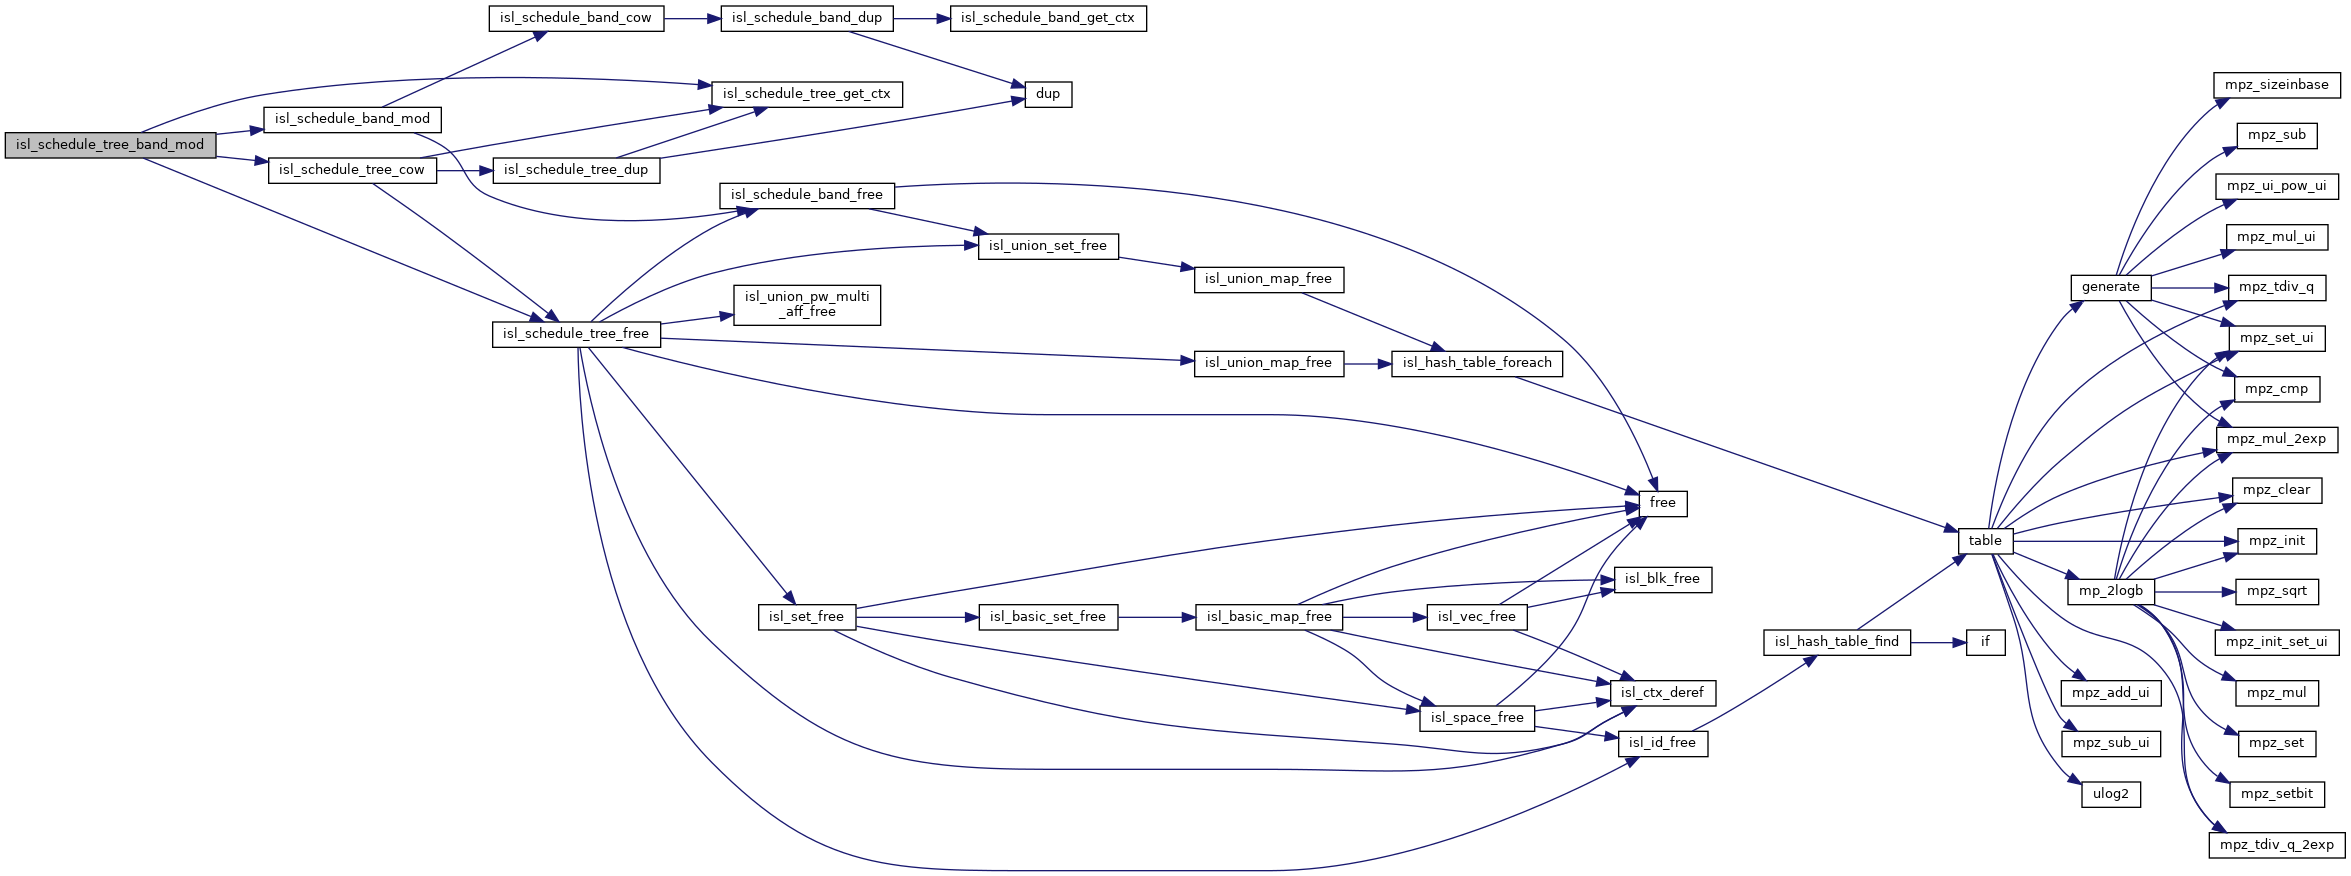 isl_schedule_tree_band_mod
isl_schedule_band_mod
isl_schedule_tree_cow
isl_schedule_band_cow
isl_schedule_tree_dup
isl_schedule_tree_free
isl_schedule_band_dup
isl_schedule_tree_get_ctx
isl_schedule_band_free
isl_union_pw_multi
_aff_free
isl_set_free
isl_schedule_band_get_ctx
dup
isl_union_set_free
isl_basic_set_free
isl_union_map_free
isl_union_map_free
isl_basic_map_free
isl_hash_table_foreach
isl_vec_free
isl_space_free
free
isl_blk_free
isl_ctx_deref
isl_id_free
isl_hash_table_find
table
if
generate
mp_2logb
mpz_add_ui
mpz_sub_ui
ulog2
mpz_sizeinbase
mpz_sub
mpz_ui_pow_ui
mpz_mul_ui
mpz_tdiv_q
mpz_set_ui
mpz_cmp
mpz_mul_2exp
mpz_clear
mpz_init
mpz_sqrt
mpz_init_set_ui
mpz_mul
mpz_set
mpz_setbit
mpz_tdiv_q_2exp